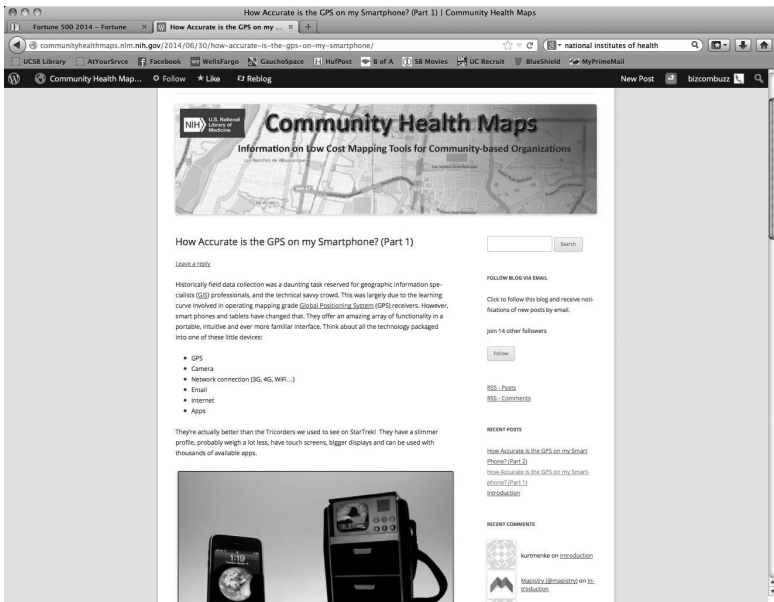 How Accurate is the GPS on my Smartphone? (Part 1) | Community Health Maps
Fortune 500 2014 – Fortune
How Accurate is the GPS on my ...
communityhealthmaps.nlm.nih.gov/2014/06/30/how-accurate-is-the-gps-on-my-smartphone/
national institutes of health
UCSB Library
AtYourSrvce
Facebook
WellsFargo
GauchoSpace
HuffPost
B of A
SB Movies
UC Recruit
BlueShield
MyPrimeMail
Community Health Map...
Follow
Like
Reblog
New Post
bizcombuzz
NIH
U.S. National
Library of
Medicine
Community Health Maps
Information on Low Cost Mapping Tools for Community-based Organizations
Los Ranchos de Albuquerque
How Accurate is the GPS on my Smartphone? (Part 1)
Leave a reply
Historically field data collection was a daunting task reserved for geographic information spe-
cialists (GIS) professionals, and the technical savvy crowd. This was largely due to the learning
curve involved in operating mapping grade Global Positioning System (GPS) receivers. However,
smart phones and tablets have changed that. They offer an amazing array of functionality in a
portable, intuitive and ever more familiar interface. Think about all the technology packaged
into one of these little devices:
• GPS
• Camera
• Network connection (3G, 4G, WiFi...)
• Email
• Internet
• Apps
They're actually better than the Tricorders we used to see on StarTrek! They have a slimmer
profile, probably weigh a lot less, have touch screens, bigger displays and can be used with
thousands of available apps.
1:19
Search
FOLLOW BLOG VIA EMAIL
Click to follow this blog and receive noti-
fications of new posts by email.
Join 14 other followers
Follow
RSS - Posts
RSS - Comments
RECENT POSTS
How Accurate is the GPS on my Smart
Phone? (Part 2)
How Accurate is the GPS on my Smart-
phone? (Part 1)
Introduction
RECENT COMMENTS
kurtmenke on Introduction
Mapistry (@mapistry) on In-
troduction